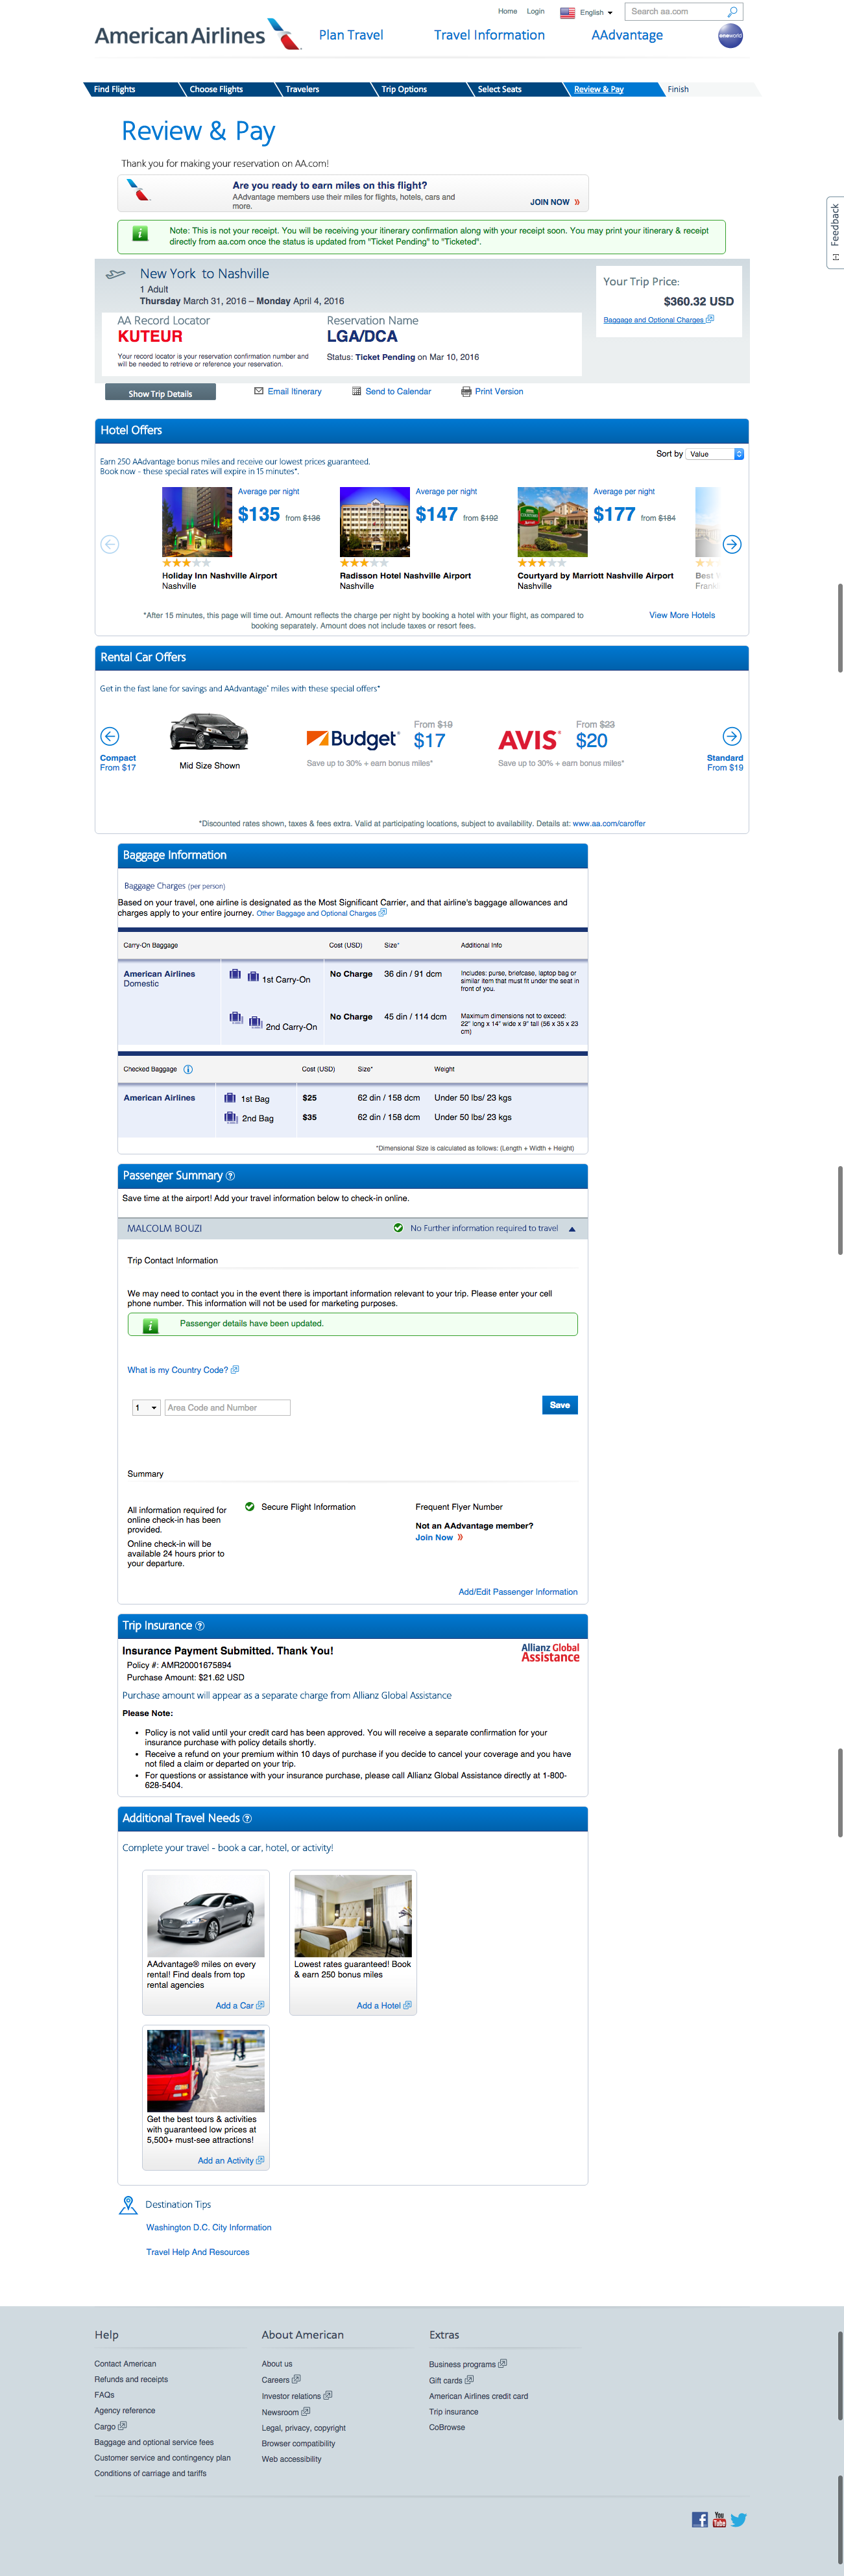 Home Login English Search aa.com
American Airlines Plan Travel Travel Information AAdvantage oneworld
Find Flights Choose Flights Travelers Trip Options Select Seats Review & Pay Finish
Review & Pay
Thank you for making your reservation on AA.com!
Are you ready to earn miles on this flight?
AAdvantage members use their miles for flights, hotels, cars and
more.
JOIN NOW »
Feedback
[+]
Note: This is not your receipt. You will be receiving your itinerary confirmation along with your receipt soon. You may print your itinerary & receipt
directly from aa.com once the status is updated from "Ticket Pending" to "Ticketed".
New York to Nashville
1 Adult
Thursday March 31, 2016 – Monday April 4, 2016
Your Trip Price:
$360.32 USD
Baggage and Optional Charges
AA Record Locator
KUTEUR
Your record locator is your reservation confirmation number and
will be needed to retrieve or reference your reservation.
Reservation Name
LGA/DCA
Status: Ticket Pending on Mar 10, 2016
Show Trip Details Email Itinerary Send to Calendar Print Version
Hotel Offers
Earn 250 AAdvantage bonus miles and receive our lowest prices guaranteed.
Book now - these special rates will expire in 15 minutes*.
Sort by Value
Average per night
$135 from $136
Holiday Inn Nashville Airport
Nashville
Average per night
$147 from $192
Radisson Hotel Nashville Airport
Nashville
Average per night
$177 from $184
Courtyard by Marriott Nashville Airport
Nashville
Best
Frank
*After 15 minutes, this page will time out. Amount reflects the charge per night by booking a hotel with your flight, as compared to
booking separately. Amount does not include taxes or resort fees.
View More Hotels
Rental Car Offers
Get in the fast lane for savings and AAdvantage® miles with these special offers*
Compact
From $17
Mid Size Shown
Budget From $19
$17
Save up to 30% + earn bonus miles*
AVIS From $23
$20
Save up to 30% + earn bonus miles*
Standard
From $19
*Discounted rates shown, taxes & fees extra. Valid at participating locations, subject to availability. Details at: www.aa.com/caroffer
Baggage Information
Baggage Charges (per person)
Based on your travel, one airline is designated as the Most Significant Carrier, and that airline's baggage allowances and
charges apply to your entire journey. Other Baggage and Optional Charges
Carry-On Baggage Cost (USD) Size* Additional Info
American Airlines
Domestic
1st Carry-On No Charge 36 din / 91 dcm
Includes: purse, briefcase, laptop bag or
similar item that must fit under the seat in
front of you.
2nd Carry-On No Charge 45 din / 114 dcm
Maximum dimensions not to exceed:
22" long x 14" wide x 9" tall (56 x 35 x 23
cm)
Checked Baggage Cost (USD) Size* Weight
American Airlines 1st Bag $25 62 din / 158 dcm Under 50 lbs/ 23 kgs
2nd Bag $35 62 din / 158 dcm Under 50 lbs/ 23 kgs
*Dimensional Size is calculated as follows: (Length + Width + Height)
Passenger Summary ?
Save time at the airport! Add your travel information below to check-in online.
MALCOLM BOUZI No Further information required to travel
Trip Contact Information
We may need to contact you in the event there is important information relevant to your trip. Please enter your cell
phone number. This information will not be used for marketing purposes.
Passenger details have been updated.
What is my Country Code?
1 Area Code and Number Save
Summary
All information required for
online check-in has been
provided.
Online check-in will be
available 24 hours prior to
your departure.
Secure Flight Information
Frequent Flyer Number
Not an AAdvantage member?
Join Now »
Add/Edit Passenger Information
Trip Insurance ?
Insurance Payment Submitted. Thank You!
Policy #: AMR20001675894
Purchase Amount: $21.62 USD
Allianz Global
Assistance
Purchase amount will appear as a separate charge from Allianz Global Assistance
Please Note:
• Policy is not valid until your credit card has been approved. You will receive a separate confirmation for your
insurance purchase with policy details shortly.
• Receive a refund on your premium within 10 days of purchase if you decide to cancel your coverage and you have
not filed a claim or departed on your trip.
• For questions or assistance with your insurance purchase, please call Allianz Global Assistance directly at 1-800-
628-5404.
Additional Travel Needs ?
Complete your travel - book a car, hotel, or activity!
AAdvantage® miles on every
rental! Find deals from top
rental agencies
Add a Car
Lowest rates guaranteed! Book
& earn 250 bonus miles
Add a Hotel
Get the best tours & activities
with guaranteed low prices at
5,500+ must-see attractions!
Add an Activity
Destination Tips
Washington D.C. City Information
Travel Help And Resources
Help
Contact American
Refunds and receipts
FAQs
Agency reference
Cargo
Baggage and optional service fees
Customer service and contingency plan
Conditions of carriage and tariffs
About American
About us
Careers
Investor relations
Newsroom
Legal, privacy, copyright
Browser compatibility
Web accessibility
Extras
Business programs
Gift cards
American Airlines credit card
Trip insurance
CoBrowse
You
Tube